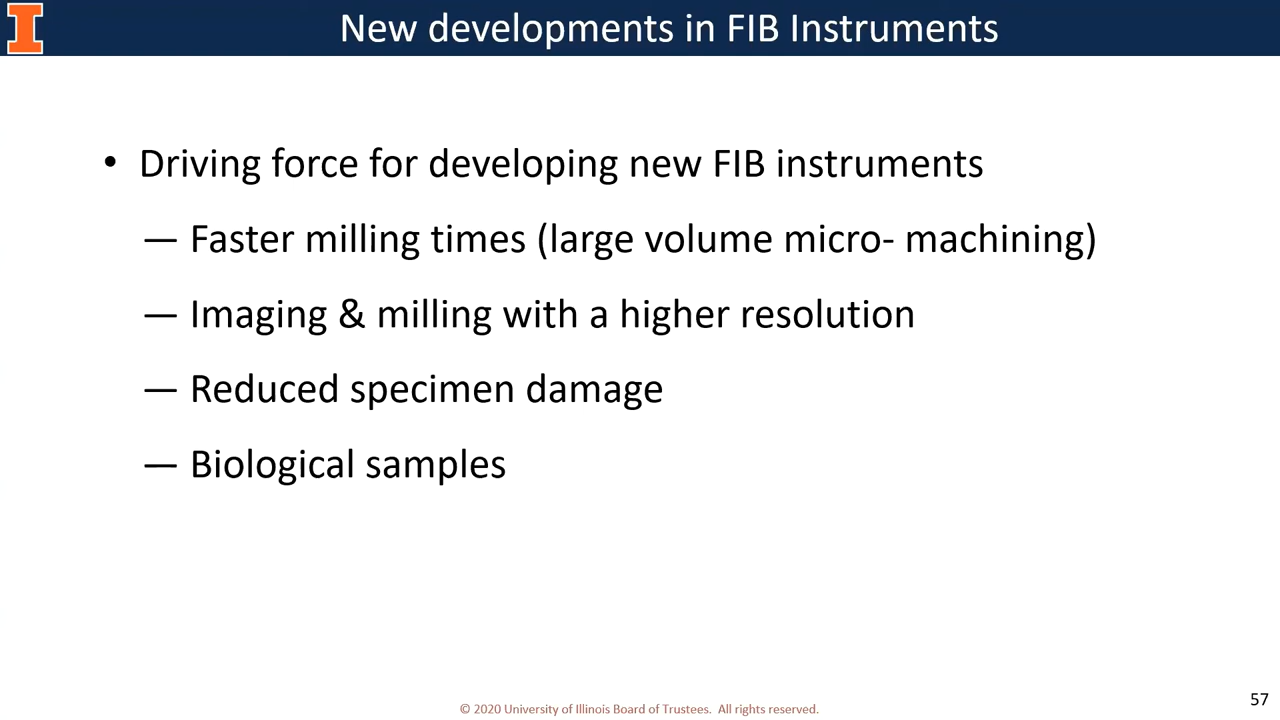 New developments in FIB Instruments
• Driving force for developing new FIB instruments
— Faster milling times (large volume micro- machining)
— Imaging & milling with a higher resolution
— Reduced specimen damage
— Biological samples
© 2020 University of Illinois Board of Trustees. All rights reserved.
57